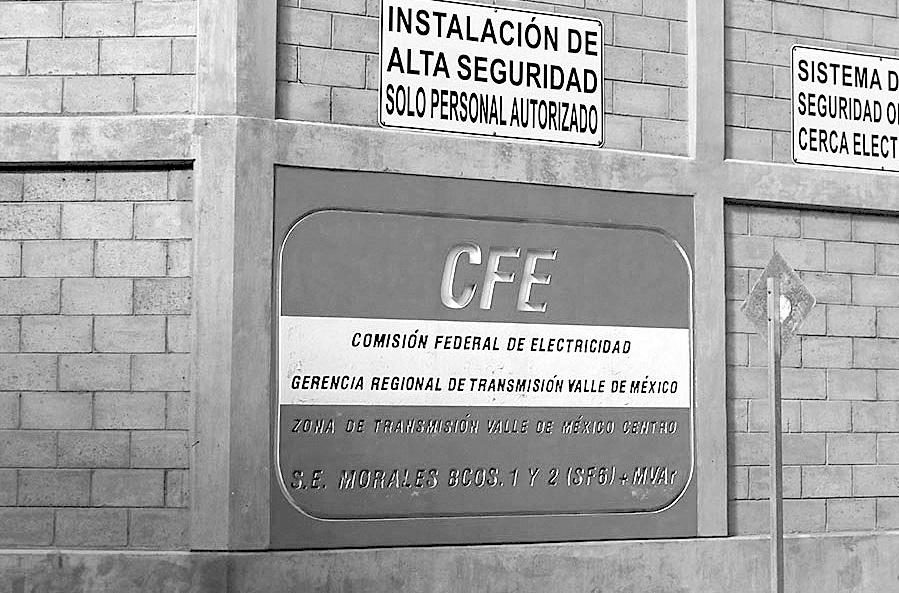 INSTALACIÓN DE
ALTA SEGURIDAD
SOLO PERSONAL AUTORIZADO
SISTEMA D
SEGURIDAD
CERCA ELECT
CFE
COMISIÓN FEDERAL DE ELECTRICIDAD
GERENCIA REGIONAL DE TRANSMISIÓN VALLE DE MÉXICO
ZONA DE TRANSMISIÓN VALLE DE MÉXICO CENTRO
S.E. MORALES BCOS. 1 Y 2 (SF6) + MVAr